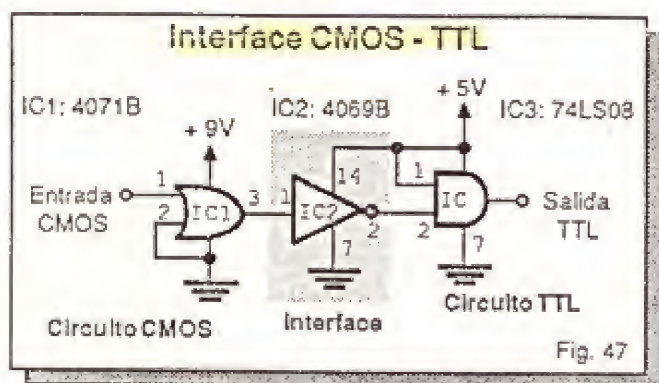 Interface CMOS - TTL
IC1: 4071B
IC2: 4069B
+ 5V
IC3: 74LS08
+ 9V
14
1
1
Entrada
CMOS
2
IC1
3
1
IC2
2
2
IC
Salida
TTL
7
7
Circuito CMOS
Interface
Circuito TTL
Fig. 47